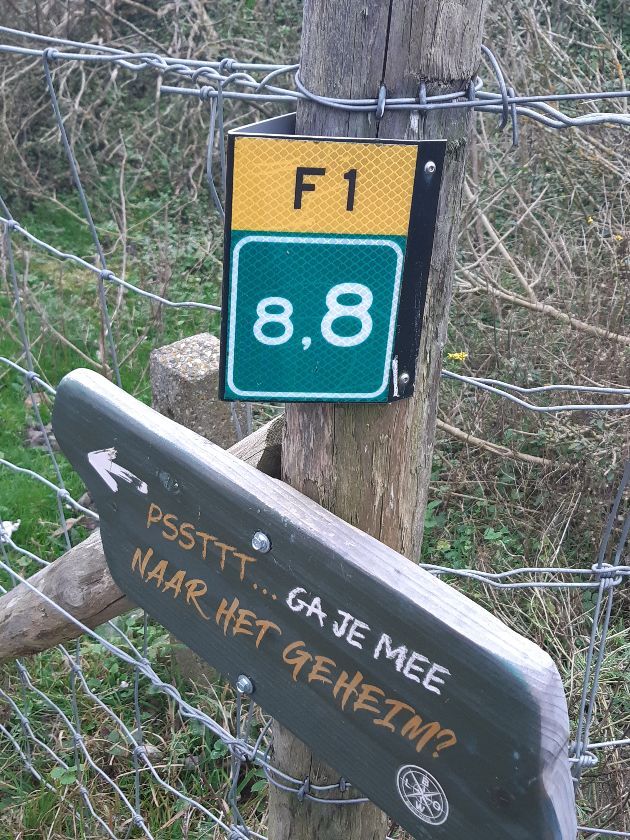 F1
8,8
PSSTTT... GA JE MEE
NAAR HET GEHEIM?